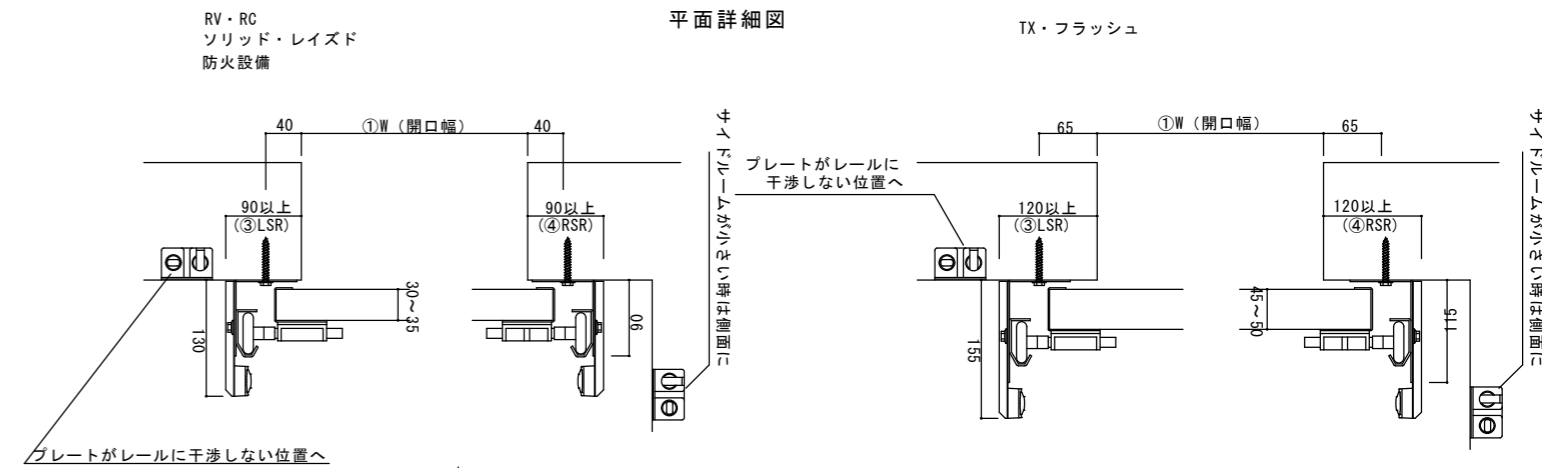 平面詳細図
RV・RC
ソリッド・レイズド
防火設備
40
①W（開口幅）
40
90以上
(③LSR)
90以上
(④RSR)
30～35
130
90
サイドルームが小さい時は側面に
プレートがレールに干渉しない位置へ
TX・フラッシュ
プレートがレールに
干渉しない位置へ
65
①W（開口幅）
65
120以上
(③LSR)
120以上
(④RSR)
45～50
155
115
サイドルームが小さい時は側面に